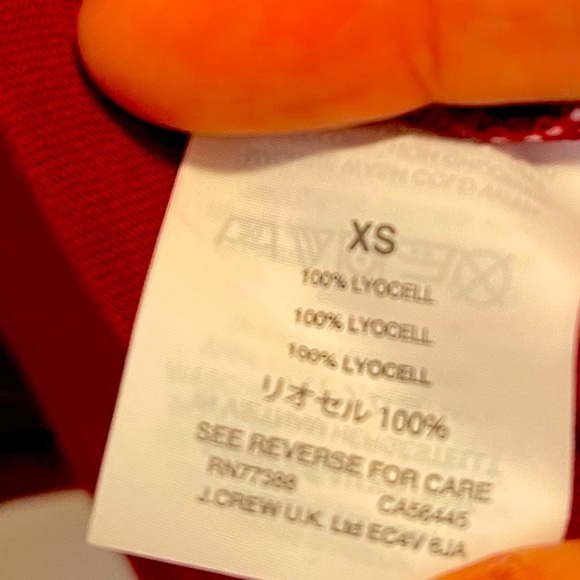 XS
100% LYOCELL
100% LYOCELL
100% LYOCELL
リオセル 100%
SEE REVERSE FOR CARE
RN77388 CA56445
J.CREW U.K. Ltd EC4V 6JA